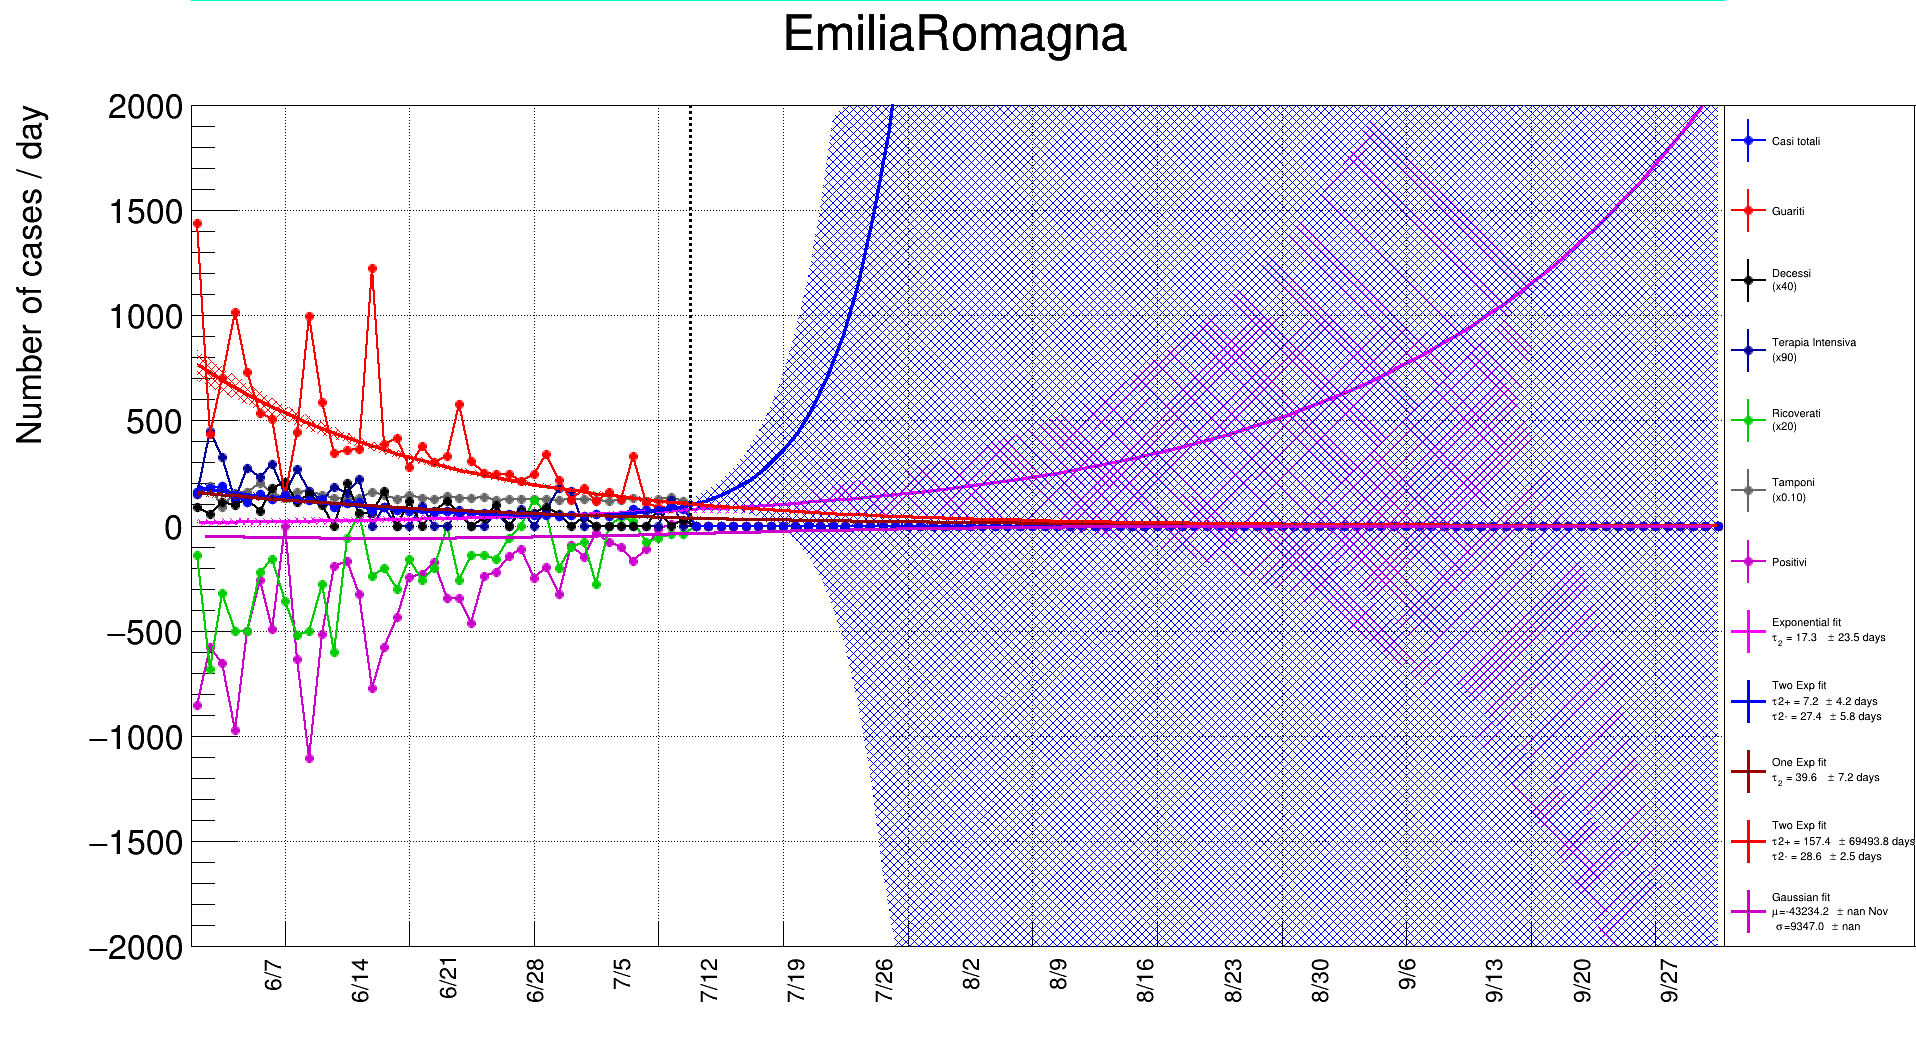 EmiliaRomagna
Number of cases / day
2000
1500
1000
500
0
−500
−1000
−1500
−2000
6/7
6/14
6/21
6/28
7/5
7/12
7/19
7/26
8/2
8/9
8/16
8/23
8/30
9/6
9/13
9/20
9/27
Casi totali
Guariti
Decessi
(x40)
Terapia Intensiva
(x90)
Ricoverati
(x20)
Tamponi
(x0.10)
Positivi
Exponential fit
τ2 = 17.3 ± 23.5 days
Two Exp fit
τ2+ = 7.2 ± 4.2 days
τ2- = 27.4 ± 5.8 days
One Exp fit
τ2 = 39.6 ± 7.2 days
Two Exp fit
τ2+ = 157.4 ± 69493.8 days
τ2- = 28.6 ± 2.5 days
Gaussian fit
μ=-43234.2 ± nan Nov
σ=9347.0 ± nan